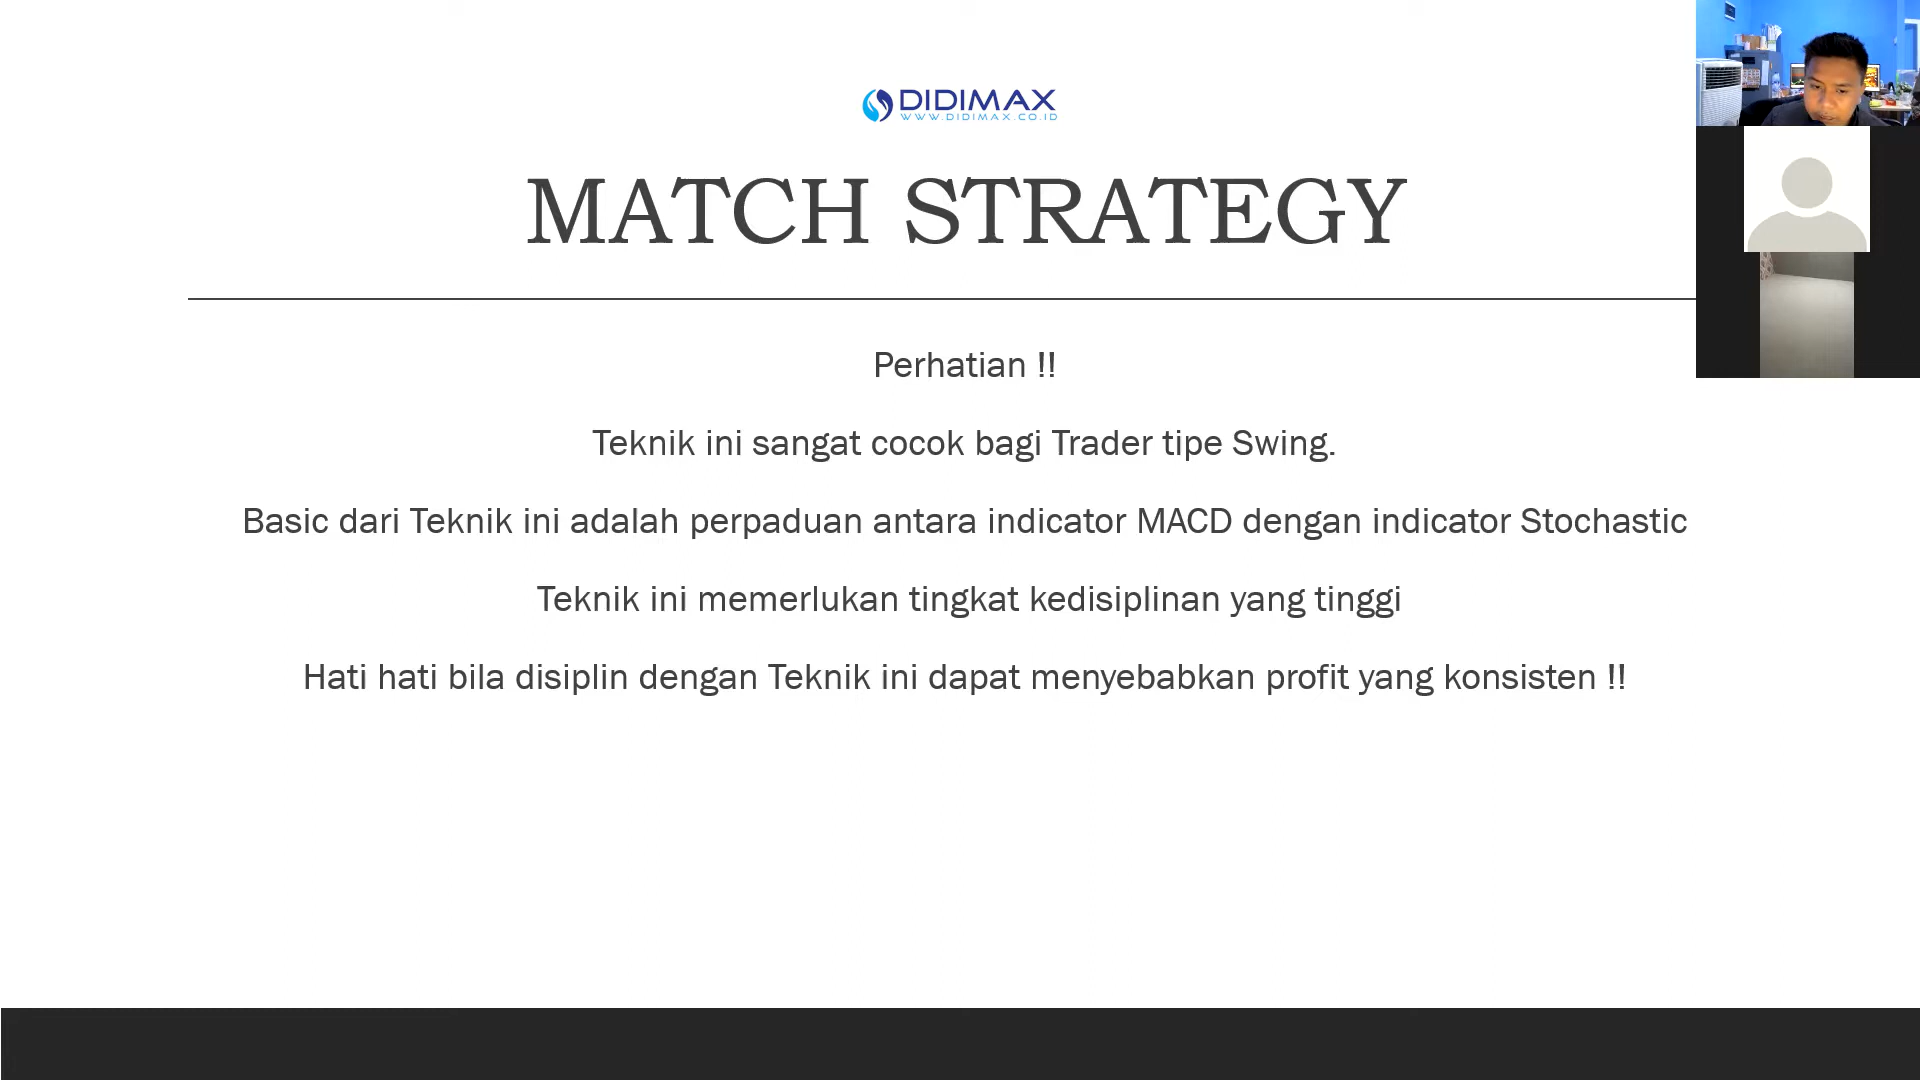 DIDIMAX
WWW.DIDIMAX.CO.ID
MATCH STRATEGY
Perhatian !!
Teknik ini sangat cocok bagi Trader tipe Swing.
Basic dari Teknik ini adalah perpaduan antara indicator MACD dengan indicator Stochastic
Teknik ini memerlukan tingkat kedisiplinan yang tinggi
Hati hati bila disiplin dengan Teknik ini dapat menyebabkan profit yang konsisten !!